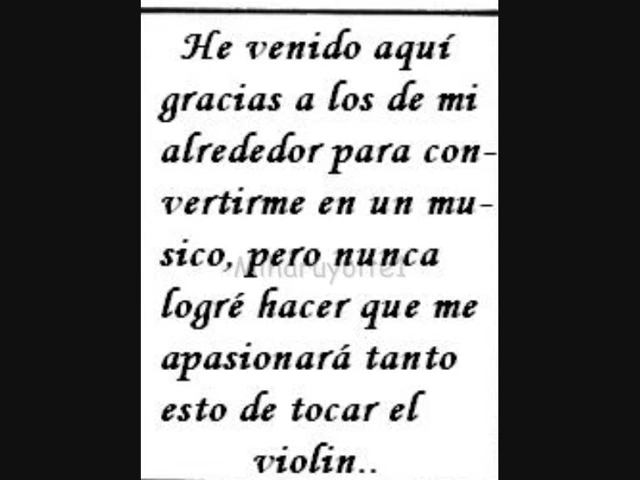 He venido aquí
gracias a los de mi
alrededor para con-
vertirme en un mu-
sico, pero nunca
logré hacer que me
apasionará tanto
esto de tocar el
violin..